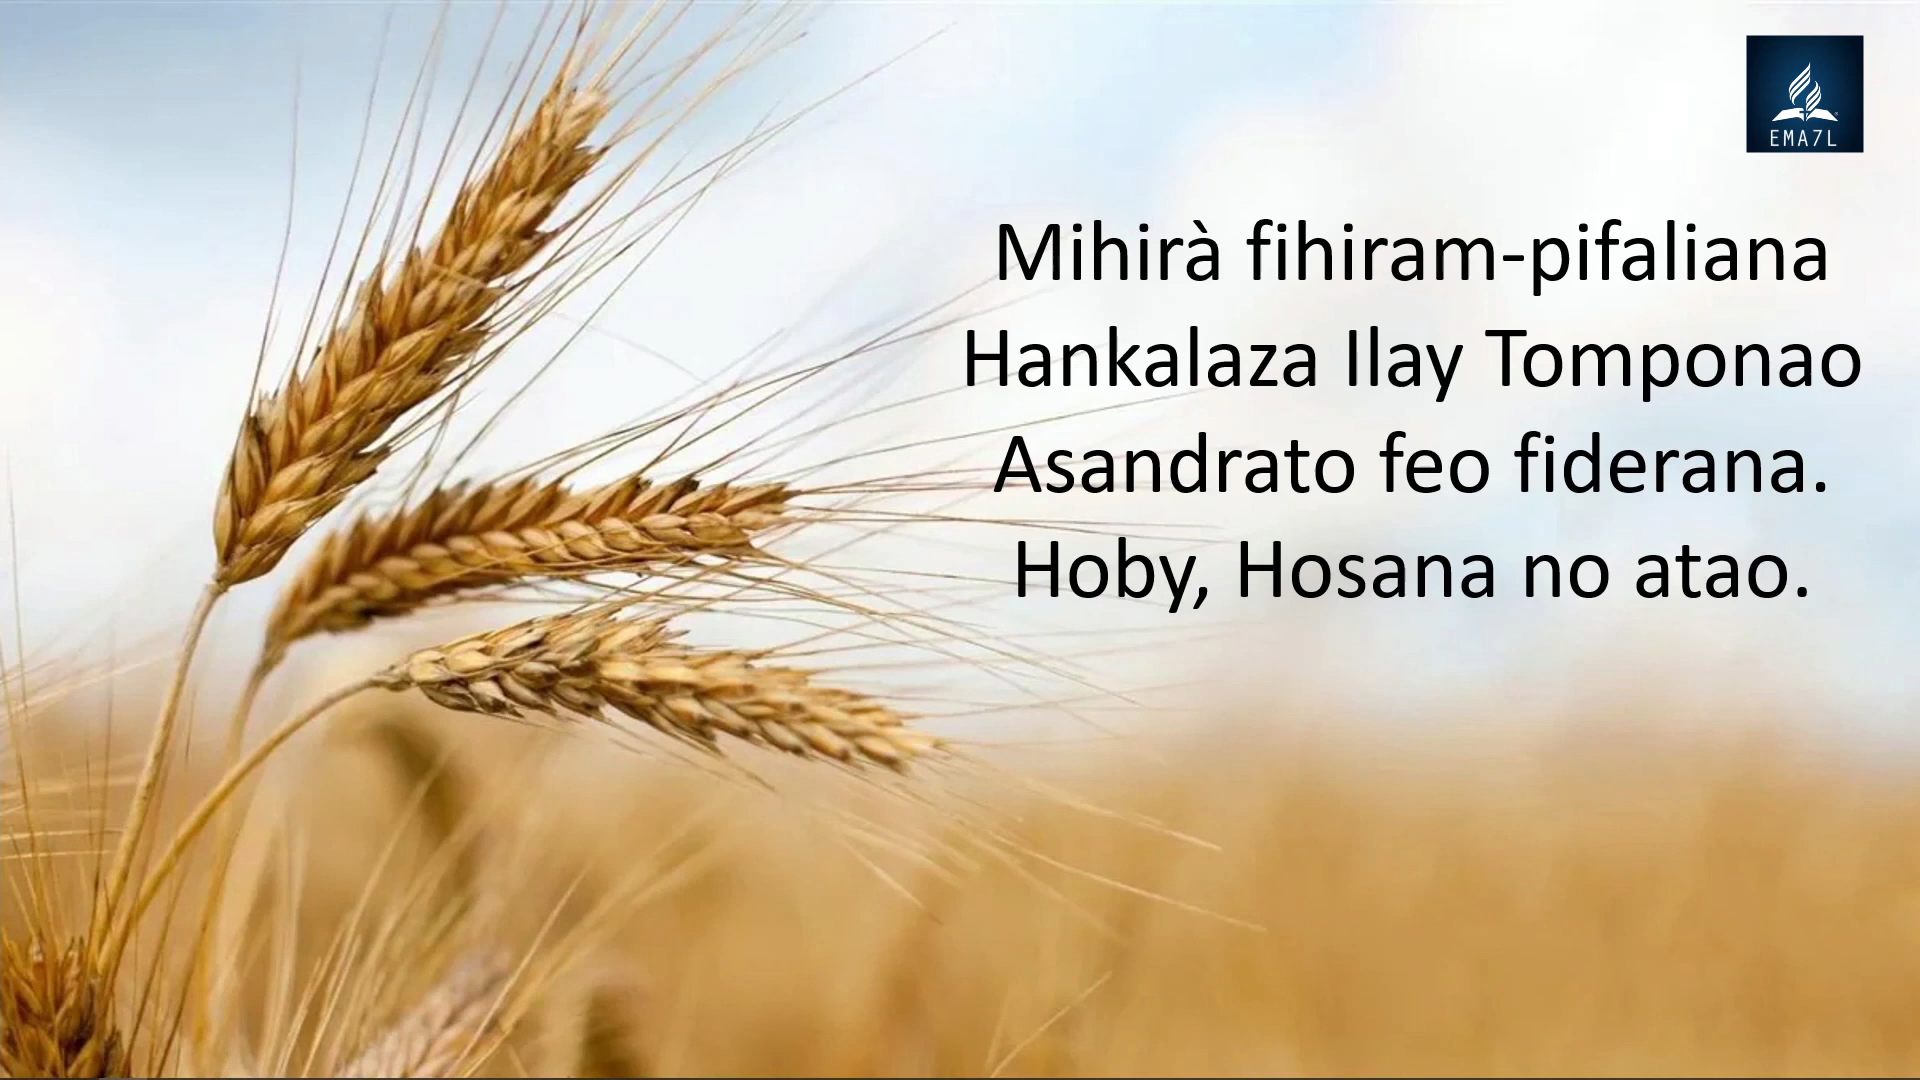 EMA7L
Mihirà fihiram-pifaliana
Hankalaza Ilay Tomponao
Asandrato feo fiderana.
Hoby, Hosana no atao.